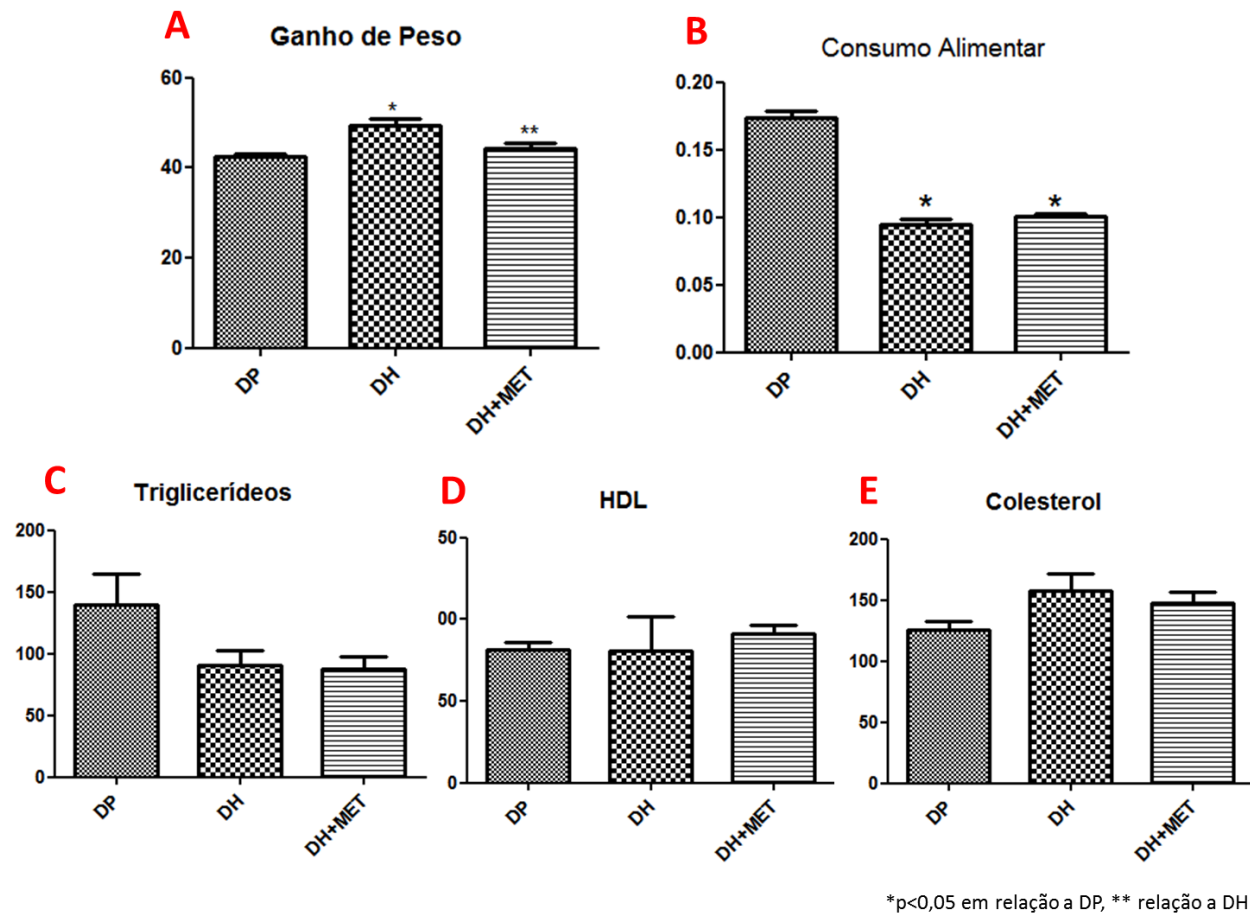 A
Ganho de Peso
60
40
20
0
*
**
DP
DH
DH+MET
B
Consumo Alimentar
0.20
0.15
0.10
0.05
0.00
*
*
DP
DH
DH+MET
C
Triglicerídeos
200
150
100
50
0
DP
DH
DH+MET
D
HDL
50
00
50
0
DP
DH
DH+MET
E
Colesterol
200
150
100
50
0
DP
DH
DH+MET
*p<0,05 em relação a DP, ** relação a DH